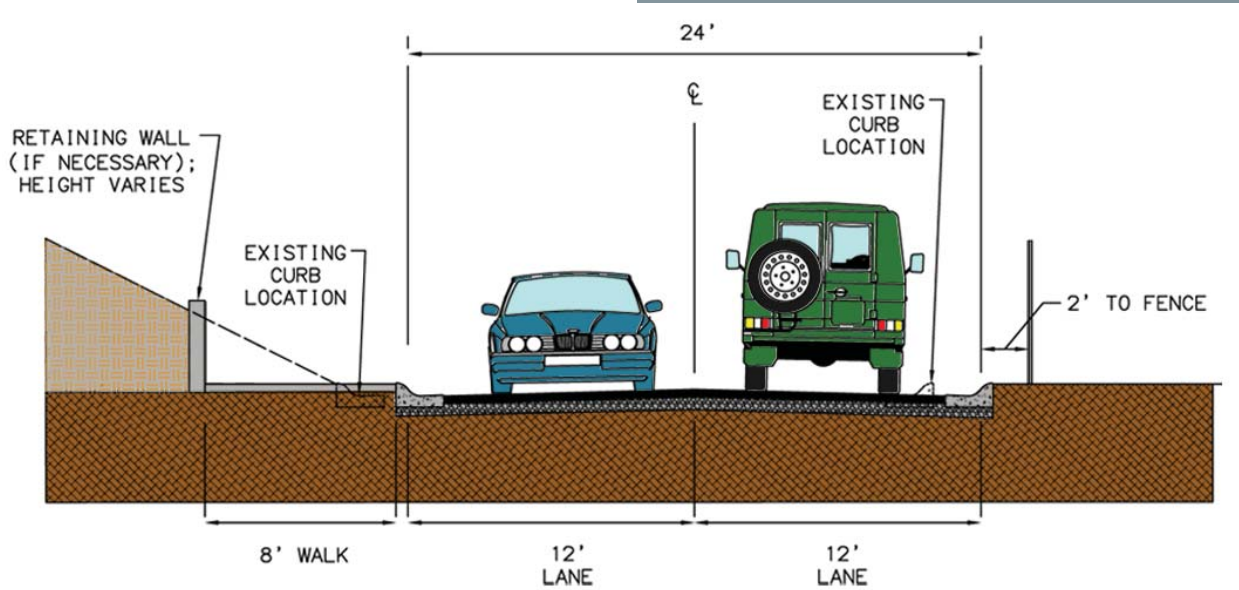 24'
℄
EXISTING
CURB
LOCATION
RETAINING WALL
(IF NECESSARY);
HEIGHT VARIES
EXISTING
CURB
LOCATION
2' TO FENCE
8' WALK
12'
LANE
12'
LANE